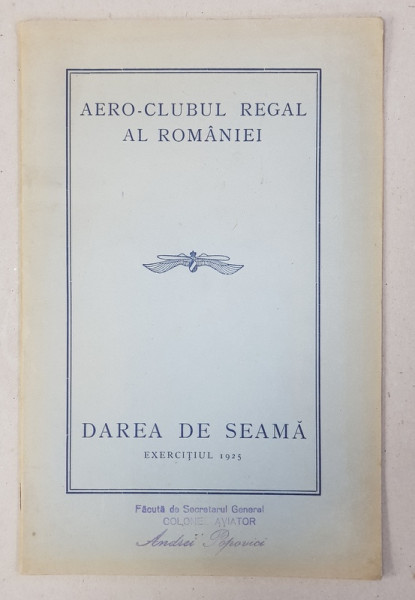 AERO-CLUBUL REGAL
AL ROMÂNIEI
DAREA DE SEAMĂ
EXERCIȚIUL 1925
Făcută de Secretarul General
COLONEL AVIATOR
Andrei Popovici